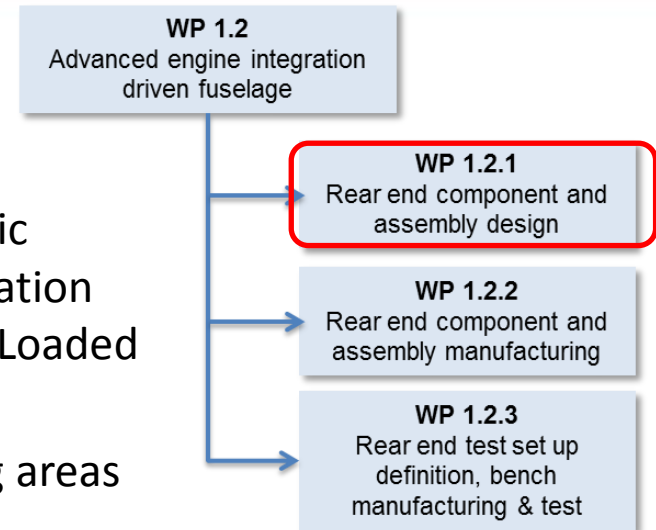 WP 1.2
Advanced engine integration
driven fuselage
WP 1.2.1
Rear end component and
assembly design
ic
ation
Loaded
g areas
WP 1.2.2
Rear end component and
assembly manufacturing
WP 1.2.3
Rear end test set up
definition, bench
manufacturing & test